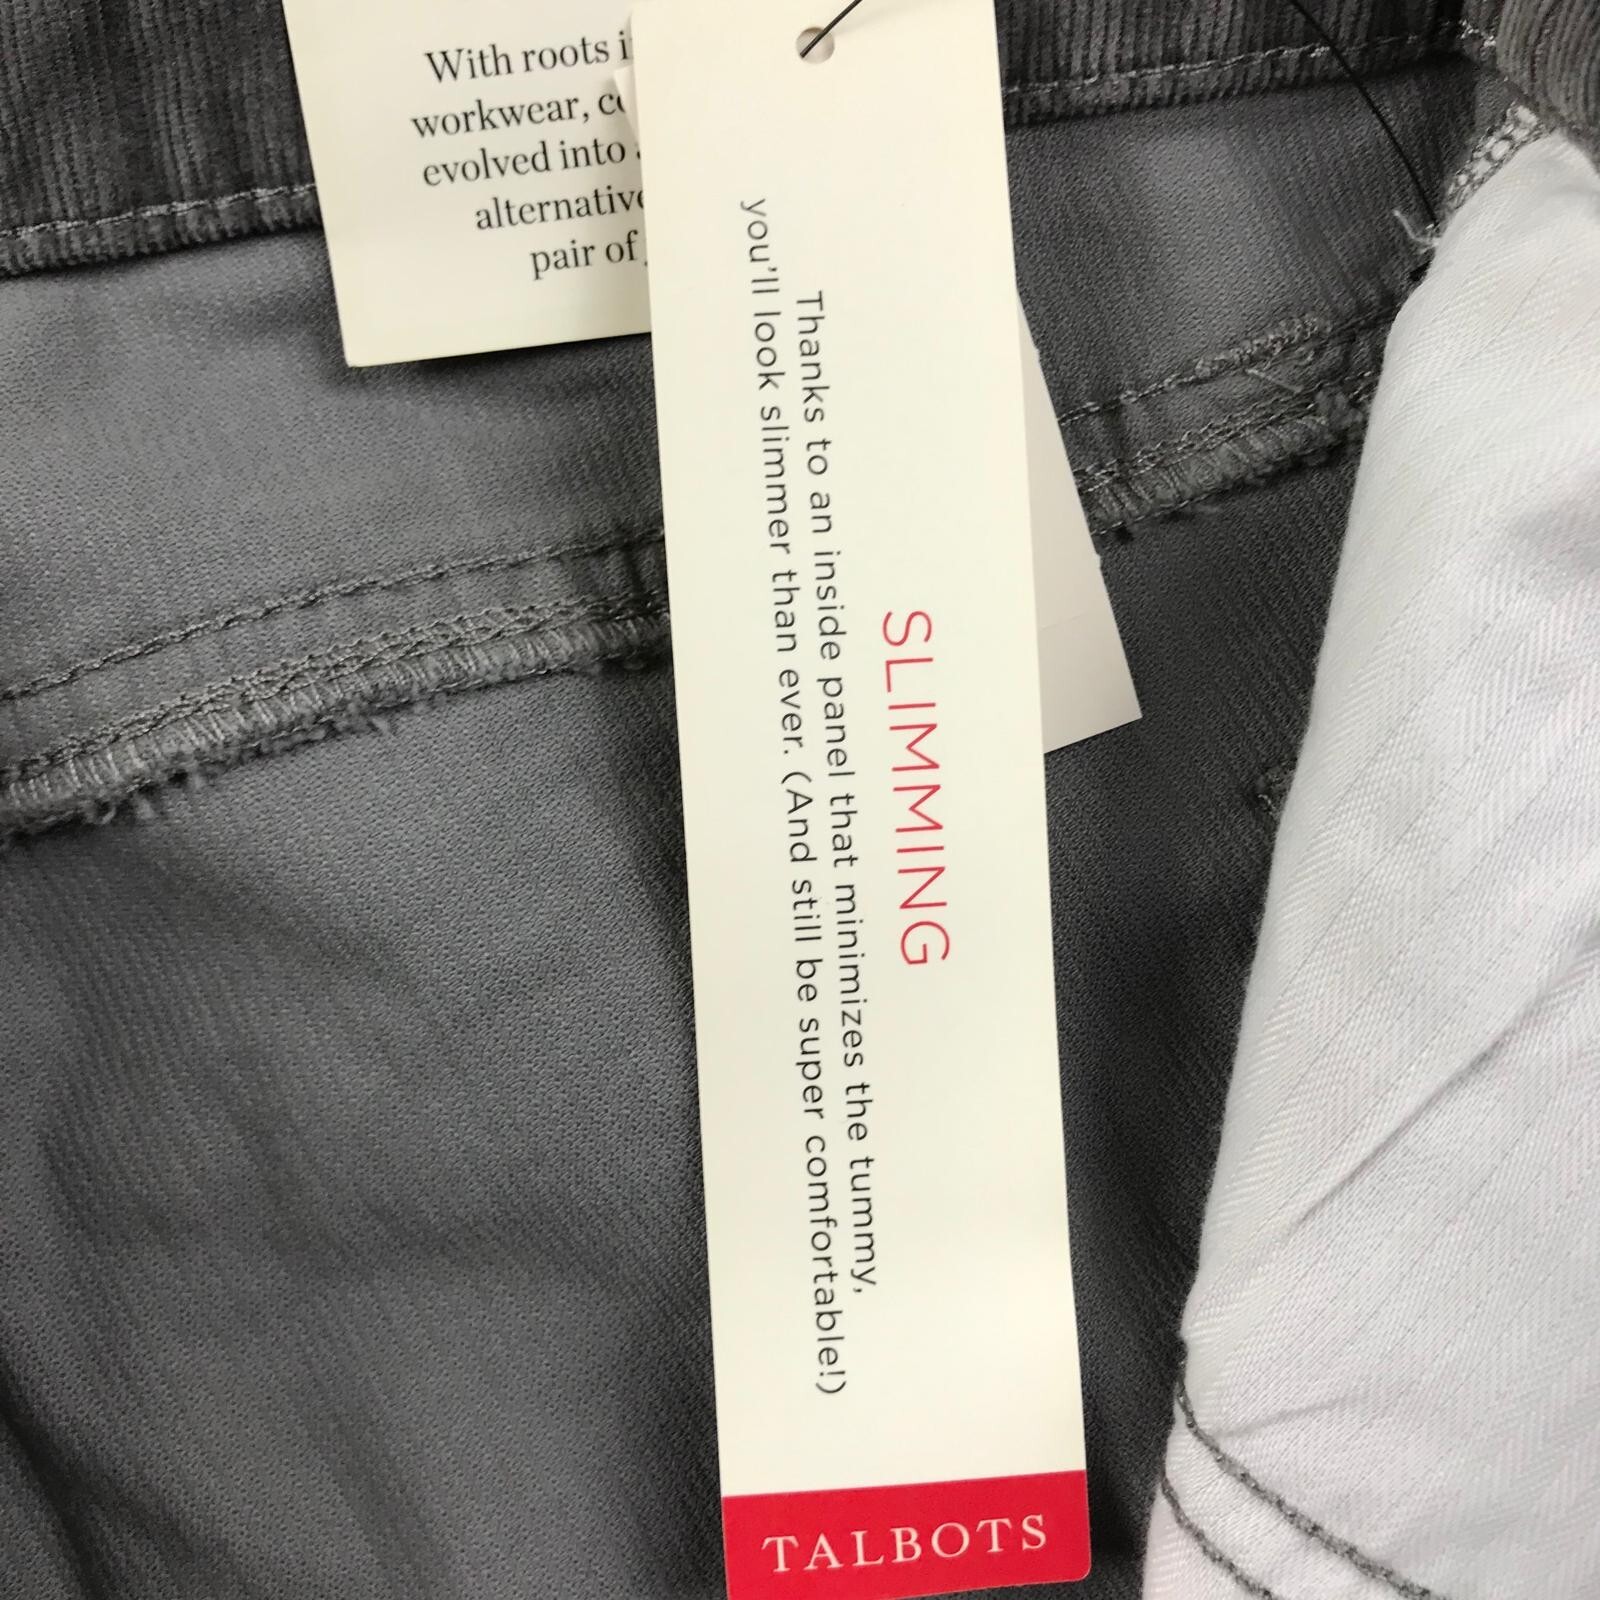 With roots
workwear,
evolved into
alternative
pair of
SLIMMING
Thanks to an inside panel that minimizes the tummy,
you'll look slimmer than ever. (And still be super comfortable!)
TALBOTS